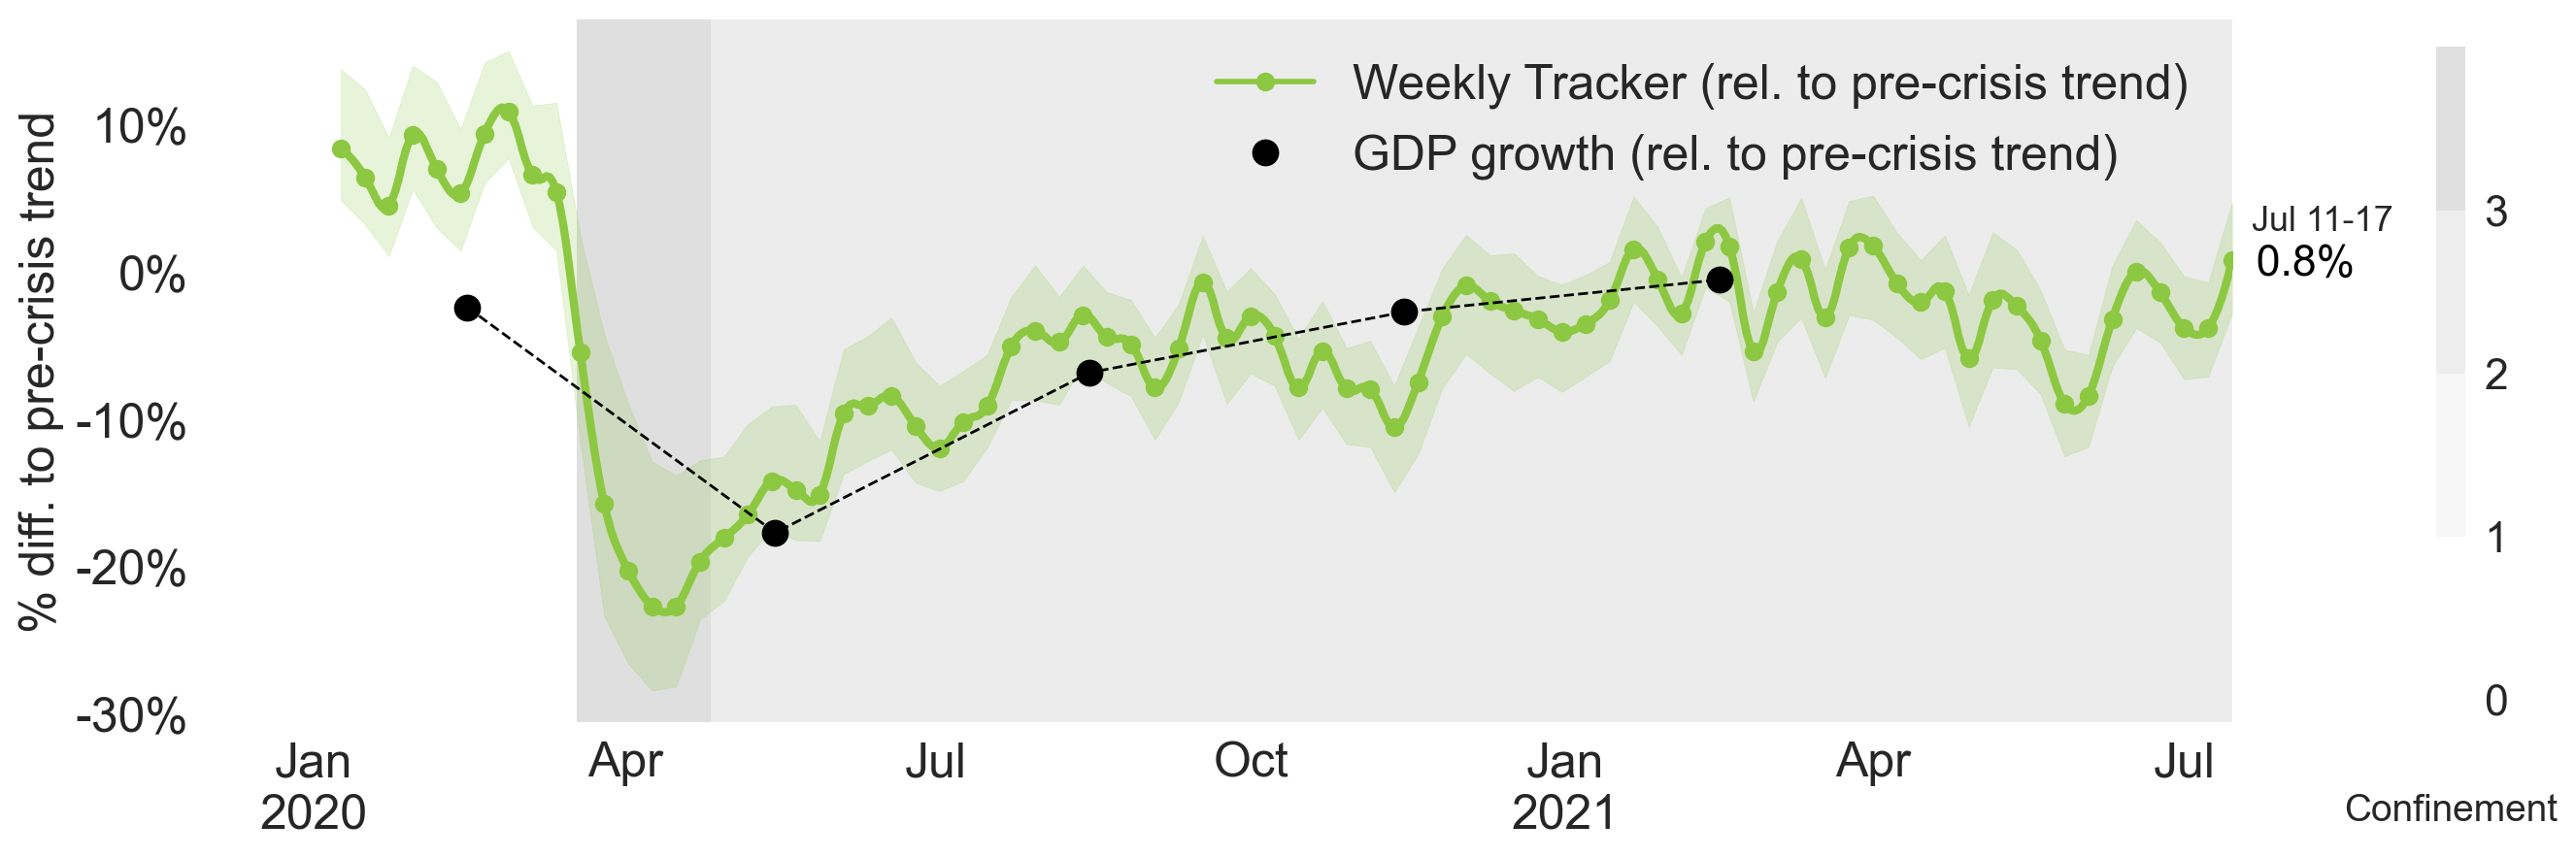 % diff. to pre-crisis trend
10%
0%
-10%
-20%
-30%
Weekly Tracker (rel. to pre-crisis trend)
GDP growth (rel. to pre-crisis trend)
Jul 11-17
0.8%
3
2
1
0
Confinement
Jan
2020
Apr
Jul
Oct
Jan
2021
Apr
Jul